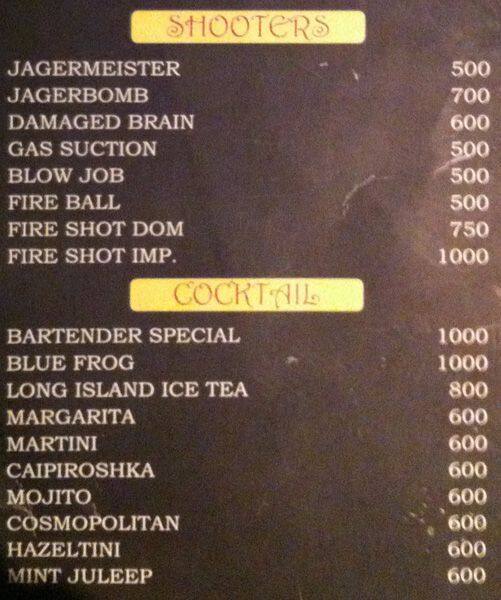 SHOOTERS
JAGERMEISTER 500
JAGERBOMB 700
DAMAGED BRAIN 600
GAS SUCTION 500
BLOW JOB 500
FIRE BALL 500
FIRE SHOT DOM 750
FIRE SHOT IMP. 1000
COCKTAIL
BARTENDER SPECIAL 1000
BLUE FROG 1000
LONG ISLAND ICE TEA 800
MARGARITA 600
MARTINI 600
CAIPIROSHKA 600
MOJITO 600
COSMOPOLITAN 600
HAZELTINI 600
MINT JULEEP 600